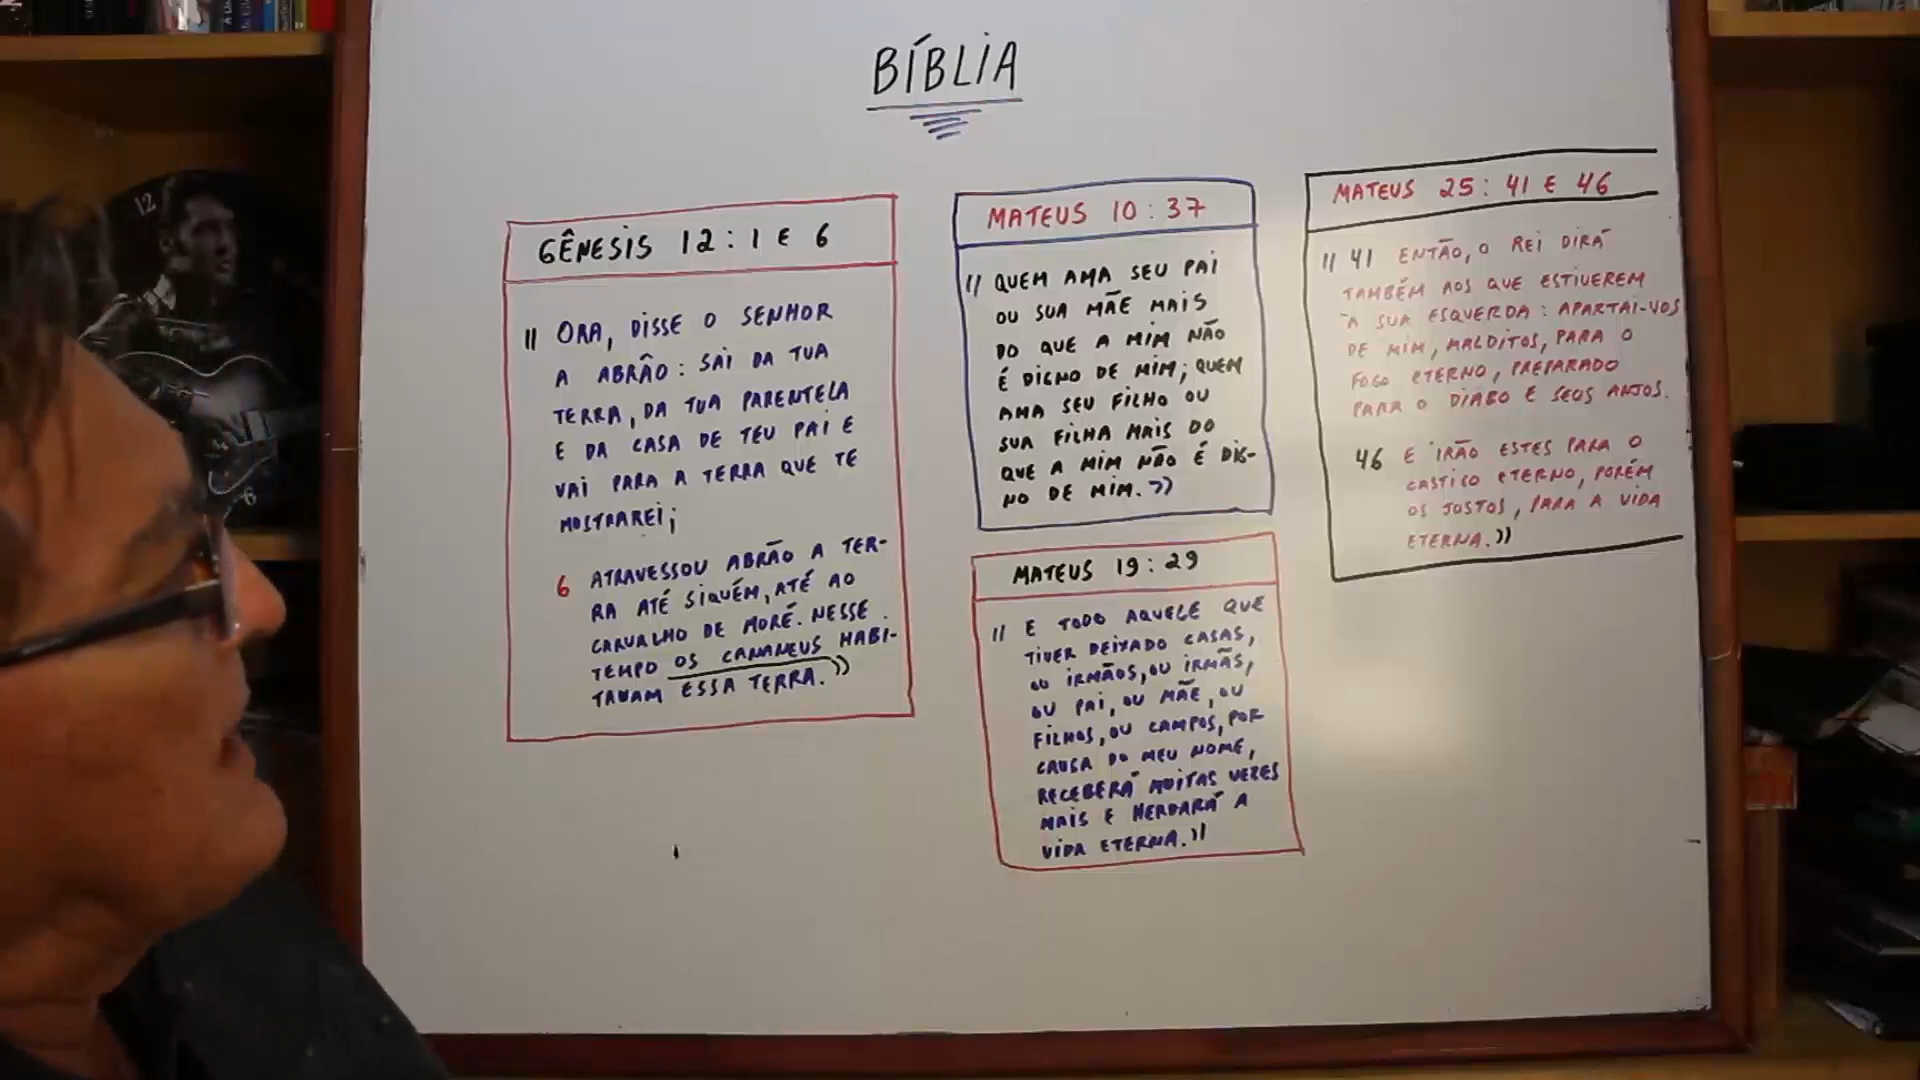 BÍBLIA
GÊNESIS 12:1 E 6
" ORA, DISSE O SENHOR
A ABRÃO: SAI DA TUA
TERRA, DA TUA PARENTELA
E DA CASA DE TEU PAI E
VAI PARA A TERRA QUE TE
MOSTRAREI;
6 ATRAVESSOU ABRÃO A TER-
RA ATÉ SIQUÉM, ATÉ AO
CARVALHO DE MORÉ. NESSE
TEMPO OS CANANEUS HABI-
TAVAM ESSA TERRA.))
MATEUS 10:37
" QUEM AMA SEU PAI
OU SUA MÃE MAIS
DO QUE A MIM NÃO
É DIGNO DE MIM; QUEM
AMA SEU FILHO OU
SUA FILHA MAIS DO
QUE A MIM NÃO É DIG-
NO DE MIM.))
MATEUS 19:29
" E TODO AQUELE QUE
TIVER DEIXADO CASAS,
OU IRMÃOS, OU IRMÃS,
OU PAI, OU MÃE, OU
FILHOS, OU CAMPOS, POR
CAUSA DO MEU NOME,
RECEBERÁ MUITAS VEZES
MAIS E HERDARÁ A
VIDA ETERNA."
MATEUS 25:41 E 46
" 41 ENTÃO, O REI DIRÁ
TAMBÉM AOS QUE ESTIVEREM
À SUA ESQUERDA: APARTAI-VOS
DE MIM, MALDITOS, PARA O
FOGO ETERNO, PREPARADO
PARA O DIABO E SEUS ANJOS.
46 E IRÃO ESTES PARA O
CASTIGO ETERNO, PORÉM
OS JUSTOS, PARA A VIDA
ETERNA.))
12
6